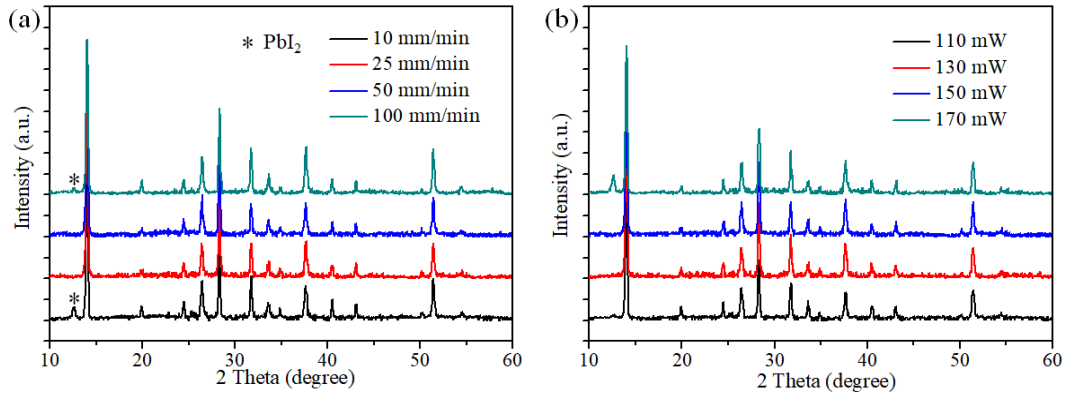 (a)
* PbI₂
10 mm/min
25 mm/min
50 mm/min
100 mm/min
*
*
Intensity (a.u.)
10 20 30 40 50 60
2 Theta (degree)
(b)
110 mW
130 mW
150 mW
170 mW
Intensity (a.u.)
10 20 30 40 50 60
2 Theta (degree)